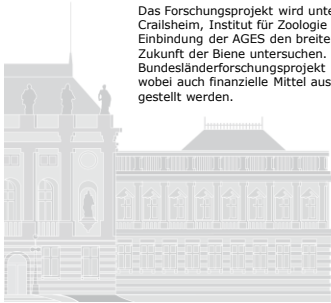 Das Forschungsprojekt wird unte
Crailsheim, Institut für Zoologie
Einbindung der AGES den breite
Zukunft der Biene untersuchen.
Bundesländerforschungsprojekt
wobei auch finanzielle Mittel aus
gestellt werden.